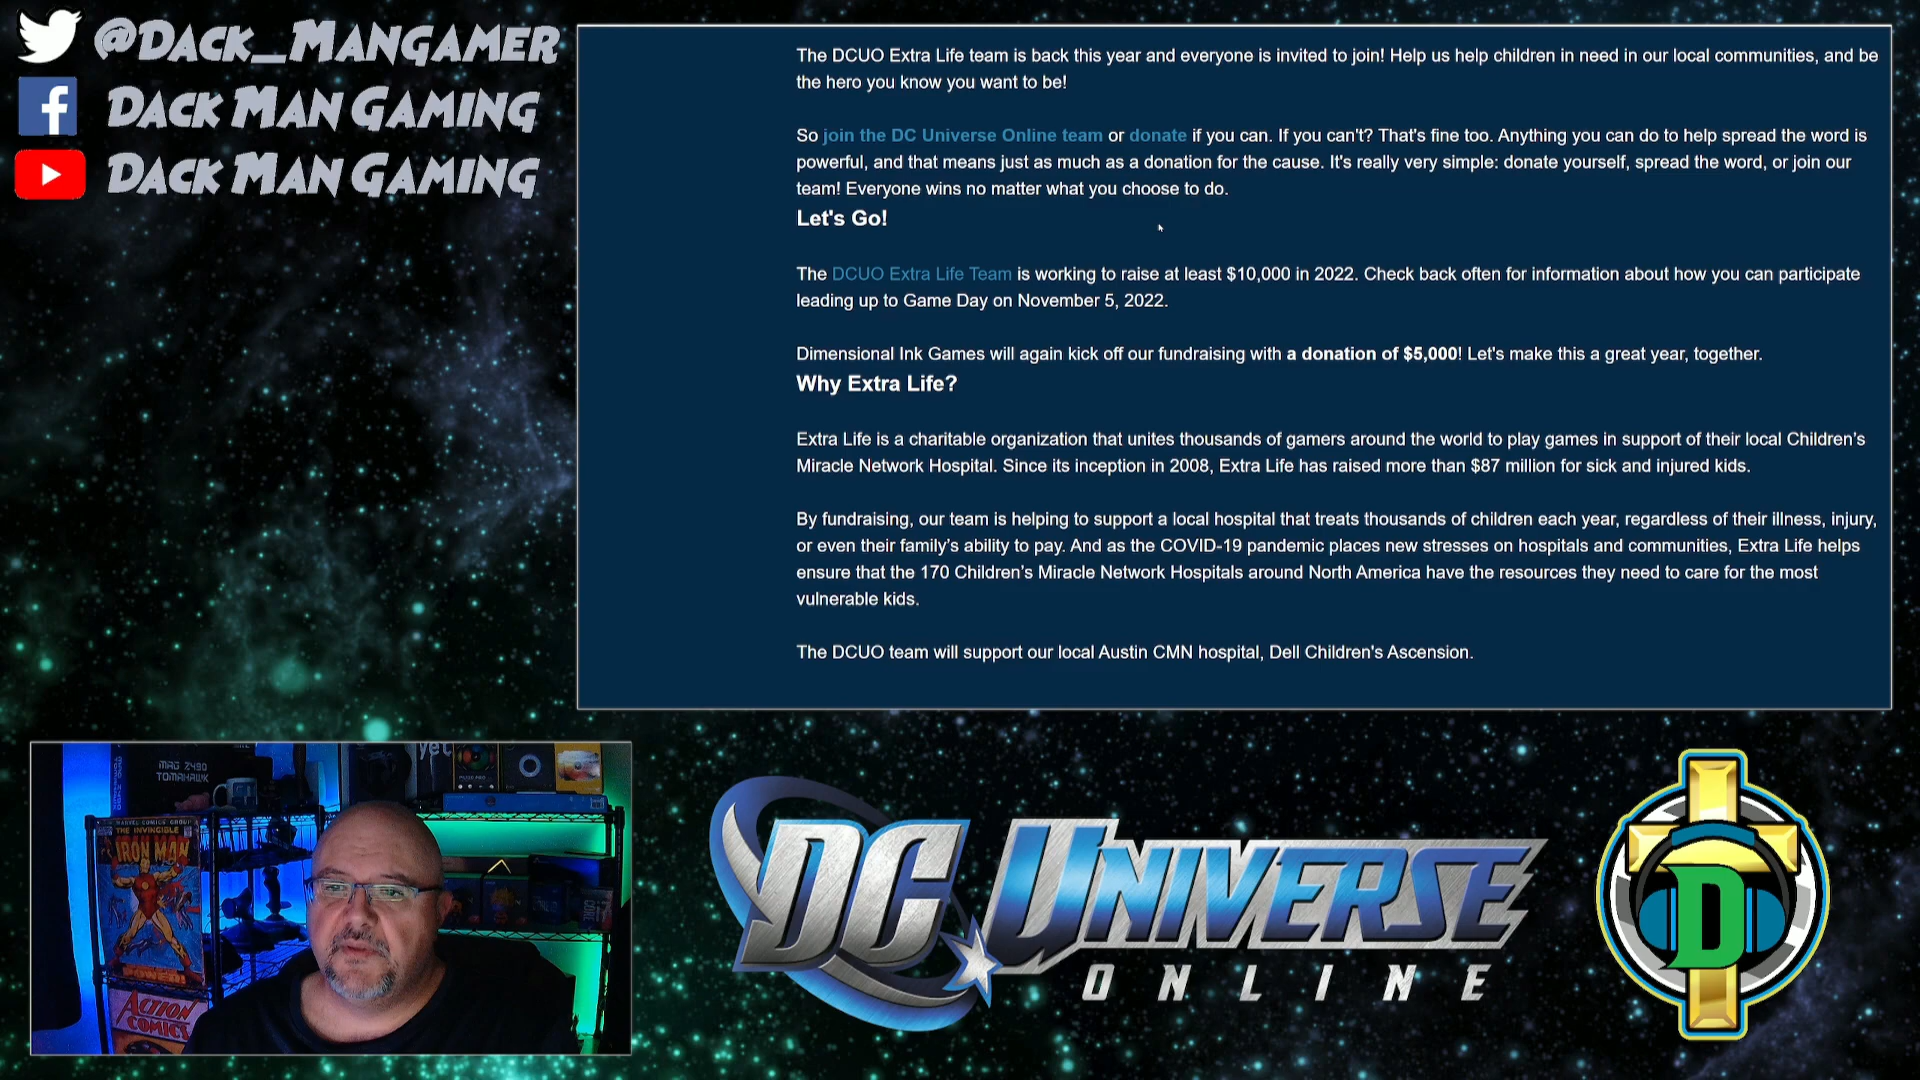 @Dack_Mangamer
Dack Man Gaming
Dack Man Gaming
The DCUO Extra Life team is back this year and everyone is invited to join! Help us help children in need in our local communities, and be
the hero you know you want to be!
So join the DC Universe Online team or donate if you can. If you can't? That's fine too. Anything you can do to help spread the word is
powerful, and that means just as much as a donation for the cause. It's really very simple: donate yourself, spread the word, or join our
team! Everyone wins no matter what you choose to do.
Let's Go!
The DCUO Extra Life Team is working to raise at least $10,000 in 2022. Check back often for information about how you can participate
leading up to Game Day on November 5, 2022.
Dimensional Ink Games will again kick off our fundraising with a donation of $5,000! Let's make this a great year, together.
Why Extra Life?
Extra Life is a charitable organization that unites thousands of gamers around the world to play games in support of their local Children’s
Miracle Network Hospital. Since its inception in 2008, Extra Life has raised more than $87 million for sick and injured kids.
By fundraising, our team is helping to support a local hospital that treats thousands of children each year, regardless of their illness, injury,
or even their family’s ability to pay. And as the COVID-19 pandemic places new stresses on hospitals and communities, Extra Life helps
ensure that the 170 Children’s Miracle Network Hospitals around North America have the resources they need to care for the most
vulnerable kids.
The DCUO team will support our local Austin CMN hospital, Dell Children's Ascension.
MAG Z490
TOMAHAWK
yet
MARVEL COMICS GROUP
THE INVINCIBLE
IRON MAN
ACTION
COMICS
DC UNIVERSE
ONLINE
D